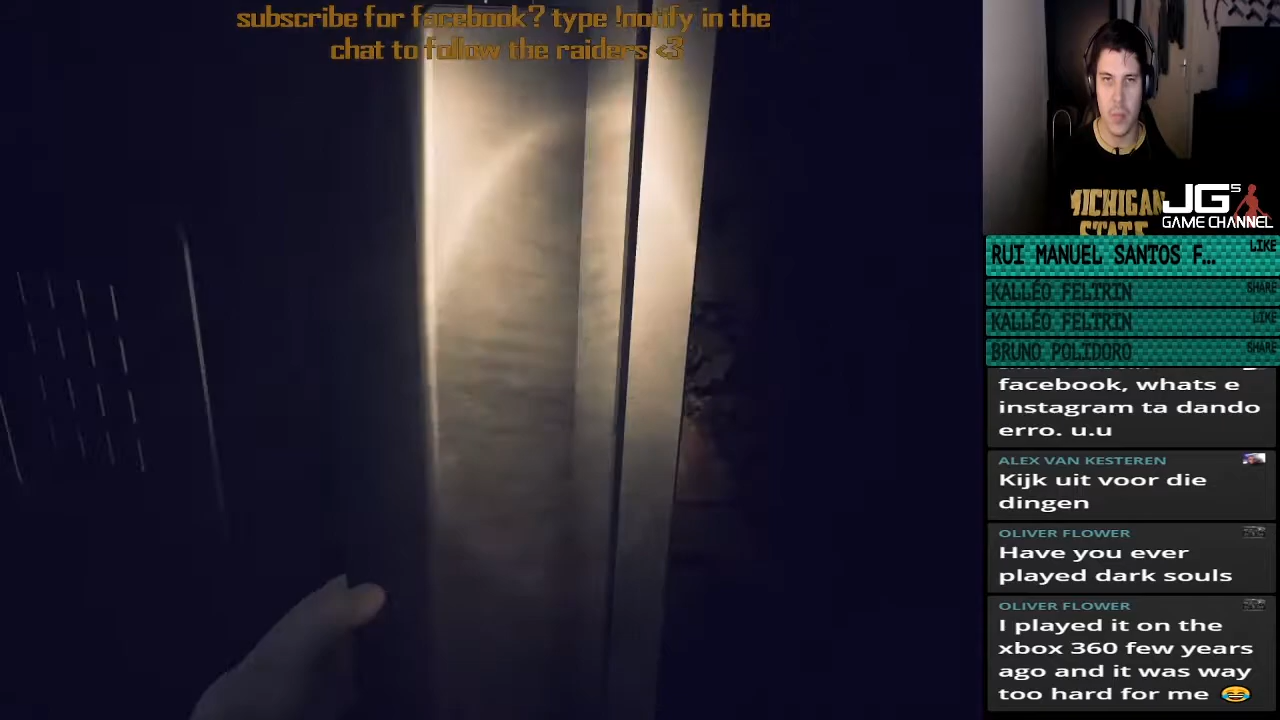 subscribe for facebook? type !notify in the
chat to follow the raiders <3
MICHIGAN
STATE
JG5
GAME CHANNEL
RUI MANUEL SANTOS F... LIKE
KALLÉO FELTRIN SHARE
KALLÉO FELTRIN LIKE
BRUNO POLIDORO SHARE
facebook, whats e
instagram ta dando
erro. u.u
ALEX VAN KESTEREN
Kijk uit voor die
dingen
OLIVER FLOWER
Have you ever
played dark souls
OLIVER FLOWER
I played it on the
xbox 360 few years
ago and it was way
too hard for me 😂